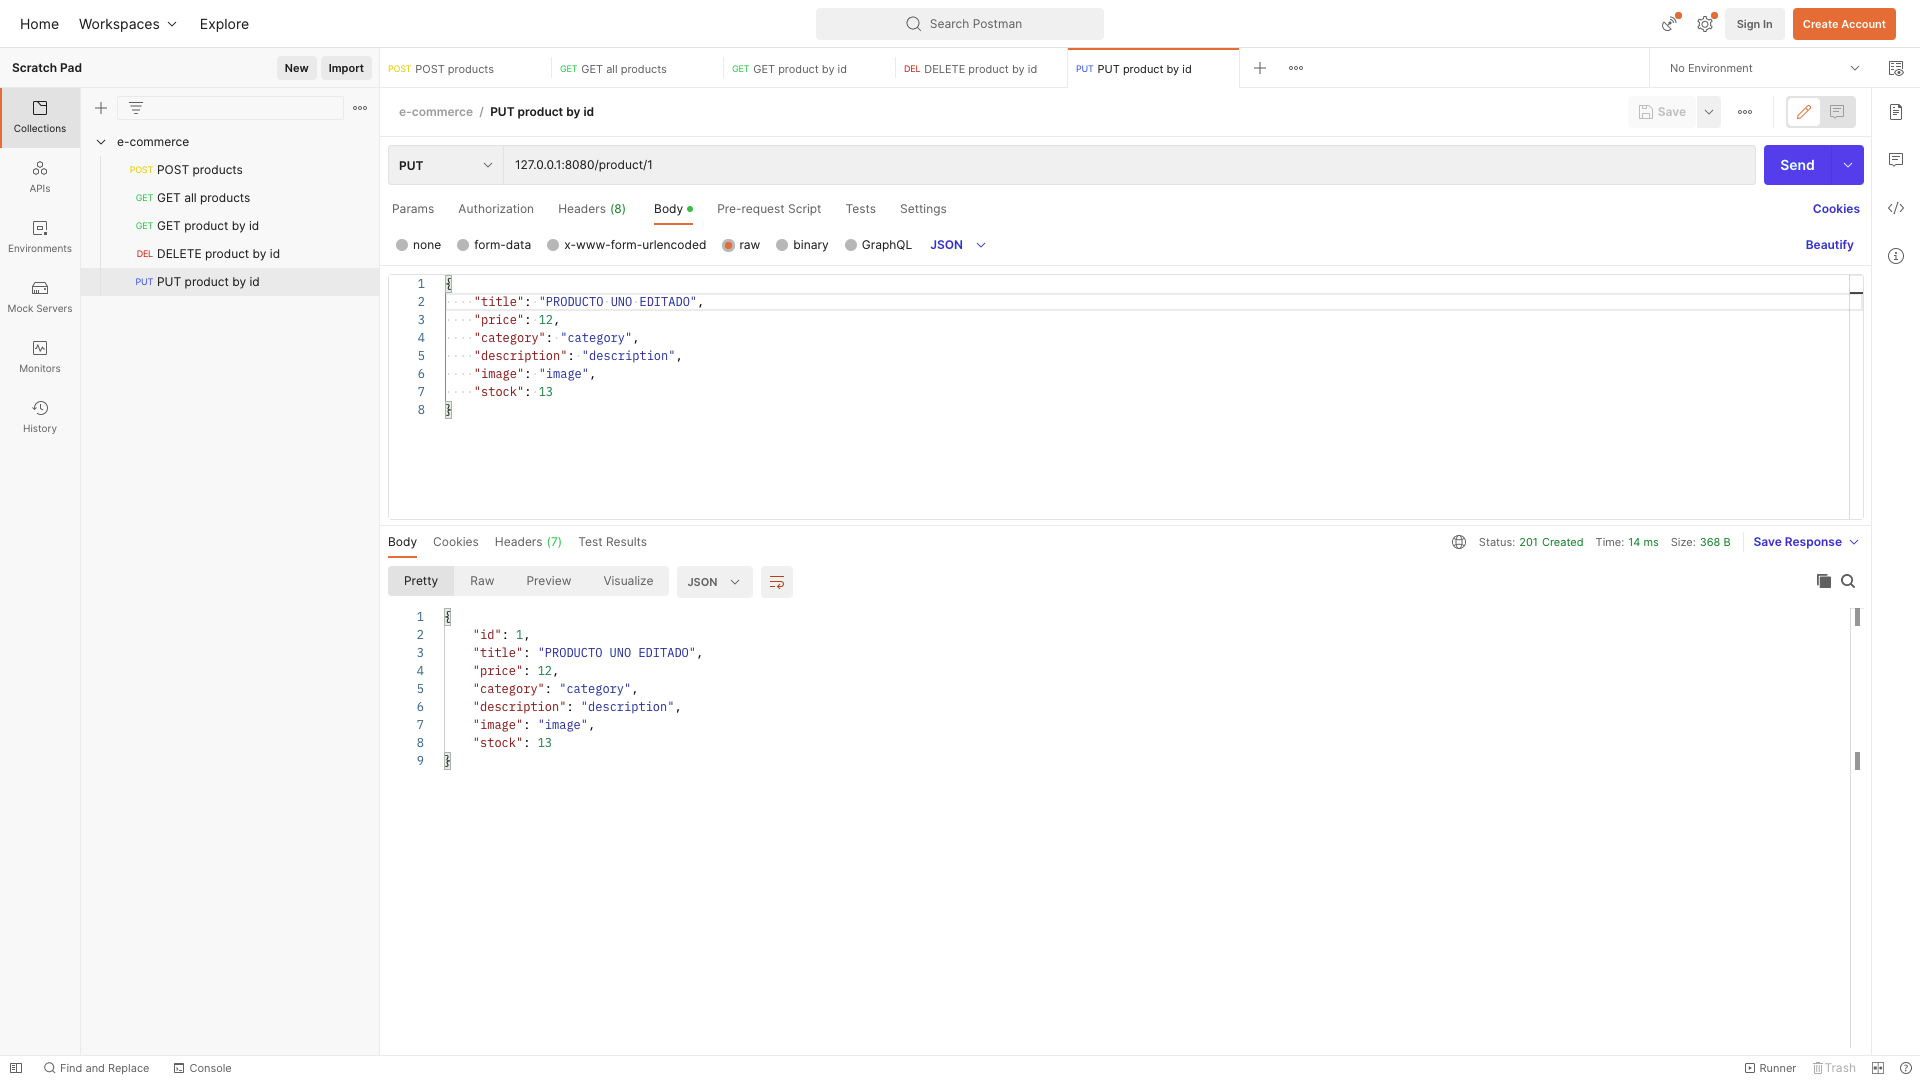 Home Workspaces Explore Search Postman Sign In Create Account
Scratch Pad New Import
POST POST products GET GET all products GET GET product by id DEL DELETE product by id PUT PUT product by id No Environment
Collections
APIs
Environments
Mock Servers
Monitors
History
e-commerce
POST POST products
GET GET all products
GET GET product by id
DEL DELETE product by id
PUT PUT product by id
e-commerce / PUT product by id Save
PUT 127.0.0.1:8080/product/1 Send
Params Authorization Headers (8) Body Pre-request Script Tests Settings Cookies
none form-data x-www-form-urlencoded raw binary GraphQL JSON Beautify
1 {
2 "title": "PRODUCTO UNO EDITADO",
3 "price": 12,
4 "category": "category",
5 "description": "description",
6 "image": "image",
7 "stock": 13
8 }
Body Cookies Headers (7) Test Results Status: 201 Created Time: 14 ms Size: 368 B Save Response
Pretty Raw Preview Visualize JSON
1 {
2 "id": 1,
3 "title": "PRODUCTO UNO EDITADO",
4 "price": 12,
5 "category": "category",
6 "description": "description",
7 "image": "image",
8 "stock": 13
9 }
Find and Replace Console Runner Trash